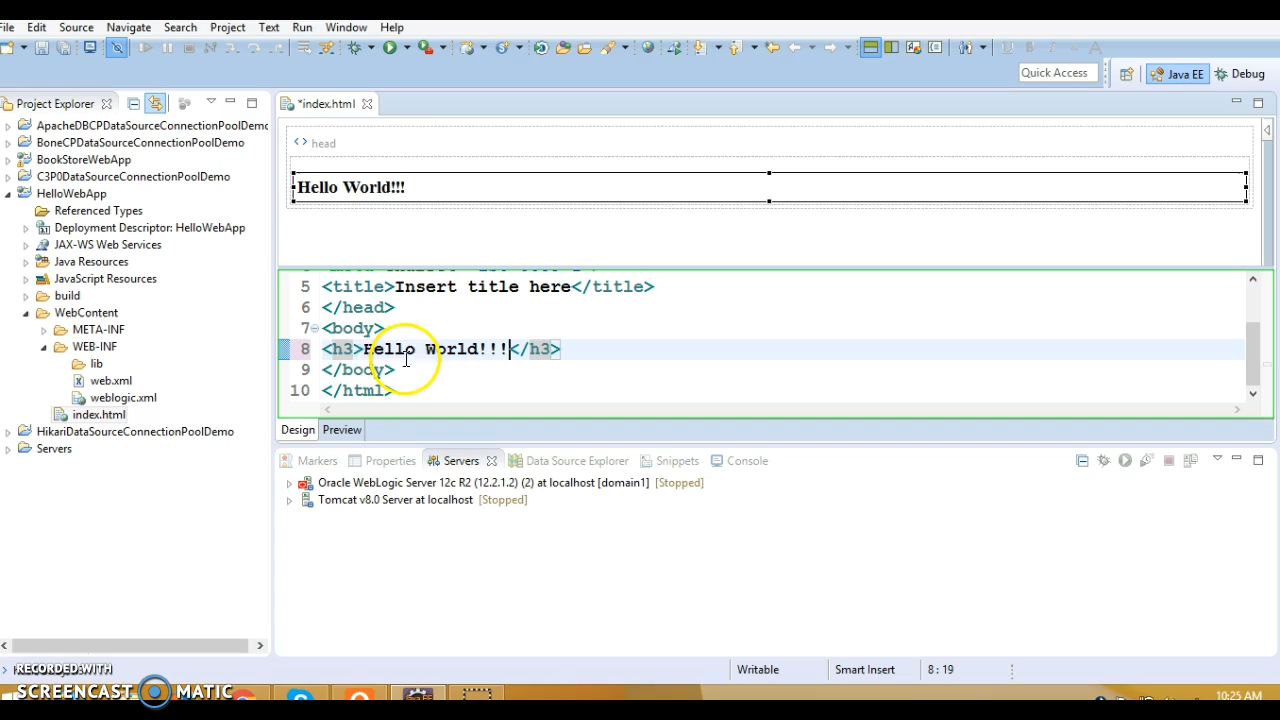 File Edit Source Navigate Search Project Text Run Window Help
Quick Access Java EE Debug
Project Explorer
ApacheDBCPDataSourceConnectionPoolDemo
BoneCPDataSourceConnectionPoolDemo
BookStoreWebApp
C3P0DataSourceConnectionPoolDemo
HelloWebApp
Referenced Types
Deployment Descriptor: HelloWebApp
JAX-WS Web Services
Java Resources
JavaScript Resources
build
WebContent
META-INF
WEB-INF
lib
web.xml
weblogic.xml
index.html
HikariDataSourceConnectionPoolDemo
Servers
*index.html
head
Hello World!!!
5 <title>Insert title here</title>
6 </head>
7 <body>
8 <h3>Hello World!!!</h3>
9 </body>
10 </html>
Design Preview
Markers Properties Servers Data Source Explorer Snippets Console
Oracle WebLogic Server 12c R2 (12.2.1.2) (2) at localhost [domain1] [Stopped]
Tomcat v8.0 Server at localhost [Stopped]
Writable Smart Insert 8 : 19
RECORDED WITH
SCREENCAST MATIC
10:25 AM